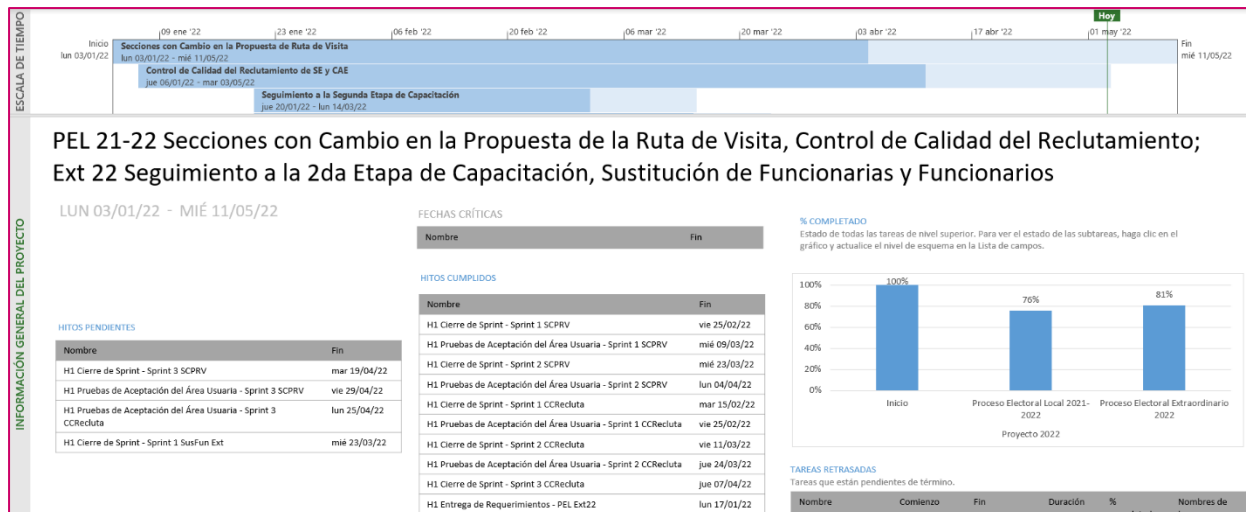 ESCALA DE TIEMPO
Hoy
09 ene '22 23 ene '22 06 feb '22 20 feb '22 06 mar '22 20 mar '22 03 abr '22 17 abr '22 01 may '22
Inicio
lun 03/01/22
Secciones con Cambio en la Propuesta de Ruta de Visita
lun 03/01/22 - mié 11/05/22
Control de Calidad del Reclutamiento de SE y CAE
jue 06/01/22 - mar 03/05/22
Seguimiento a la Segunda Etapa de Capacitación
jue 20/01/22 - lun 14/03/22
Fin
mié 11/05/22
INFORMACIÓN GENERAL DEL PROYECTO
PEL 21-22 Secciones con Cambio en la Propuesta de la Ruta de Visita, Control de Calidad del Reclutamiento;
Ext 22 Seguimiento a la 2da Etapa de Capacitación, Sustitución de Funcionarias y Funcionarios
LUN 03/01/22 - MIÉ 11/05/22
HITOS PENDIENTES
Nombre Fin
H1 Cierre de Sprint - Sprint 3 SCPRV mar 19/04/22
H1 Pruebas de Aceptación del Área Usuaria - Sprint 3 SCPRV vie 29/04/22
H1 Pruebas de Aceptación del Área Usuaria - Sprint 3 lun 25/04/22
CCRecluta
H1 Cierre de Sprint - Sprint 1 SusFun Ext mié 23/03/22
FECHAS CRÍTICAS
Nombre Fin
HITOS CUMPLIDOS
Nombre Fin
H1 Cierre de Sprint - Sprint 1 SCPRV vie 25/02/22
H1 Pruebas de Aceptación del Área Usuaria - Sprint 1 SCPRV mié 09/03/22
H1 Cierre de Sprint - Sprint 2 SCPRV mié 23/03/22
H1 Pruebas de Aceptación del Área Usuaria - Sprint 2 SCPRV lun 04/04/22
H1 Cierre de Sprint - Sprint 1 CCRecluta mar 15/02/22
H1 Pruebas de Aceptación del Área Usuaria - Sprint 1 CCRecluta vie 25/02/22
H1 Cierre de Sprint - Sprint 2 CCRecluta vie 11/03/22
H1 Pruebas de Aceptación del Área Usuaria - Sprint 2 CCRecluta jue 24/03/22
H1 Cierre de Sprint - Sprint 3 CCRecluta jue 07/04/22
H1 Entrega de Requerimientos - PEL Ext22 lun 17/01/22
% COMPLETADO
Estado de todas las tareas de nivel superior. Para ver el estado de las subtareas, haga clic en el
gráfico y actualice el nivel de esquema en la Lista de campos.
100%
80%
60%
40%
20%
0%
100% 76% 81%
Inicio Proceso Electoral Local 2021- Proceso Electoral Extraordinario
2022 2022
Proyecto 2022
TAREAS RETRASADAS
Tareas que están pendientes de término.
Nombre Comienzo Fin Duración % Nombres de